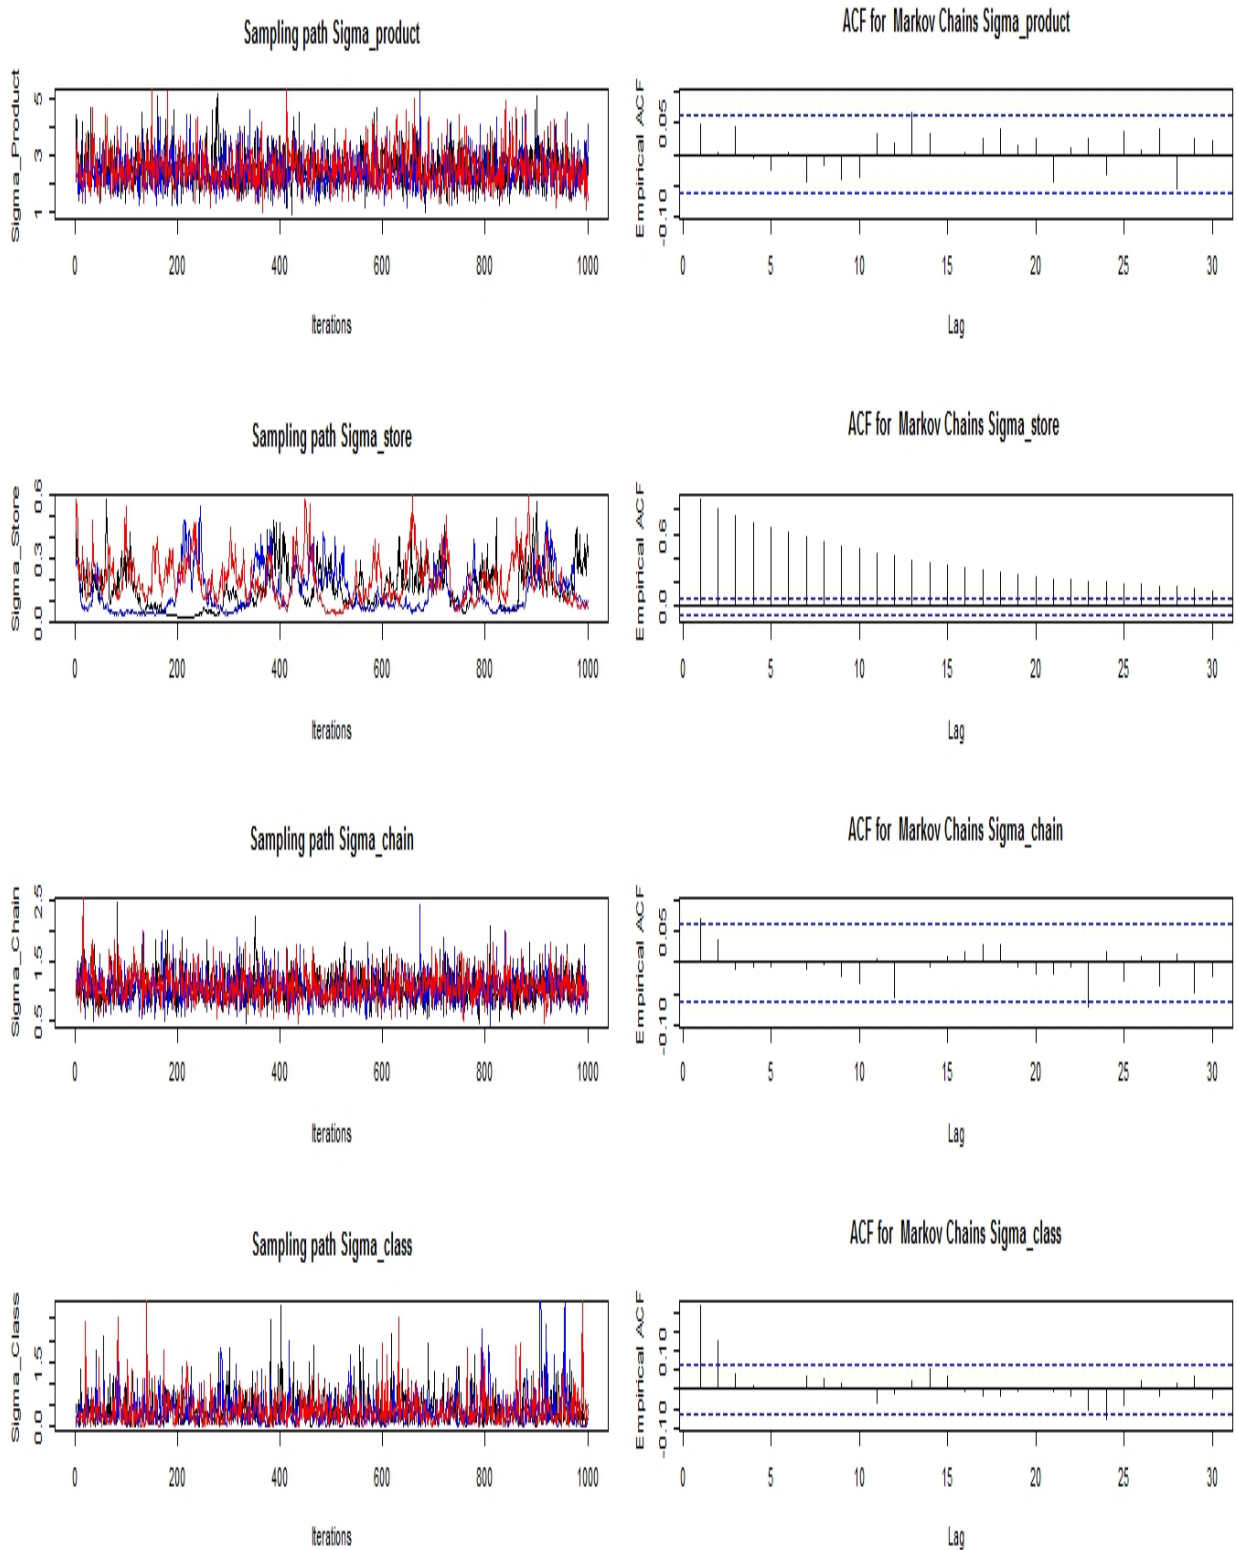 Sampling path Sigma_product
ACF for Markov Chains Sigma_product
Sigma_Product
1 3 5
0 200 400 600 800 1000
Iterations
Empirical ACF
-0.10 0.05
0 5 10 15 20 25 30
Lag
Sampling path Sigma_store
ACF for Markov Chains Sigma_store
Sigma_Store
0.0 0.3 0.6
0 200 400 600 800 1000
Iterations
Empirical ACF
0.0 0.6
0 5 10 15 20 25 30
Lag
Sampling path Sigma_chain
ACF for Markov Chains Sigma_chain
Sigma_Chain
0.5 1.5 2.5
0 200 400 600 800 1000
Iterations
Empirical ACF
-0.10 0.05
0 5 10 15 20 25 30
Lag
Sampling path Sigma_class
ACF for Markov Chains Sigma_class
Sigma_Class
0.0 1.5
0 200 400 600 800 1000
Iterations
Empirical ACF
-0.10 0.10
0 5 10 15 20 25 30
Lag